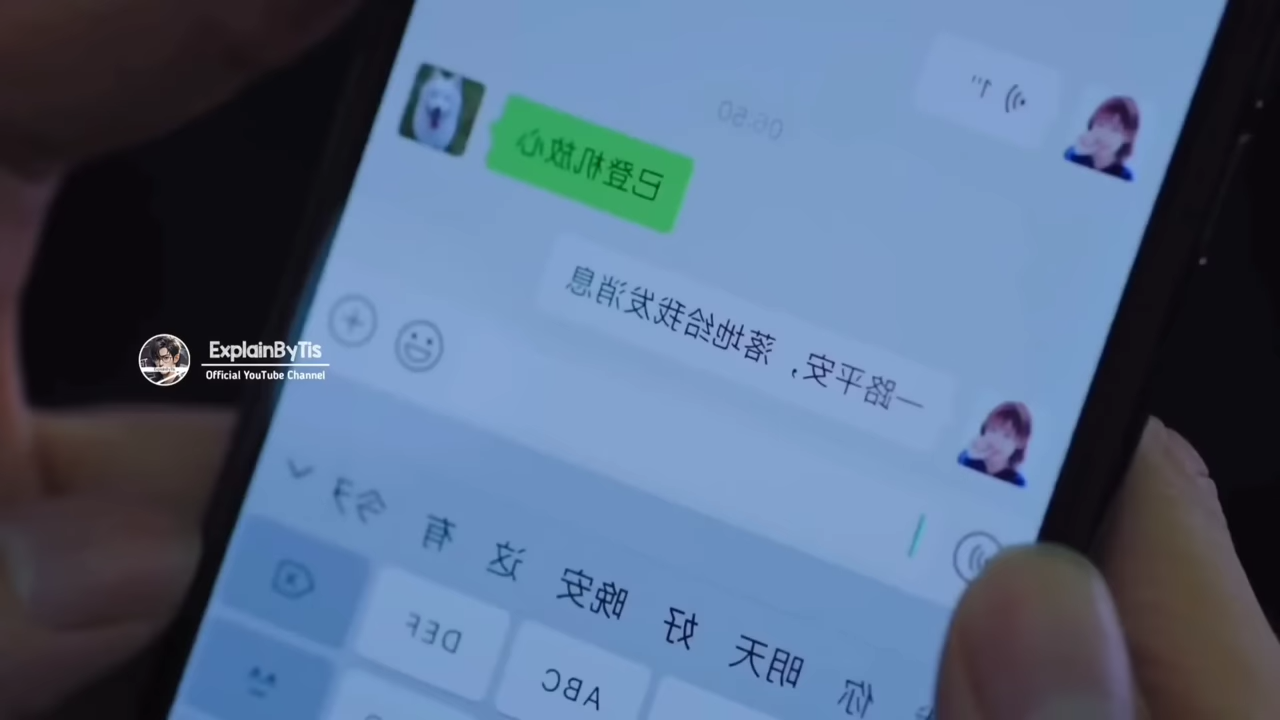 1"
06:50
已登机放心
一路平安，落地给我发消息
ExplainByTis
Official YouTube Channel
你 明天 好 晚安 这 有
ABC DEF